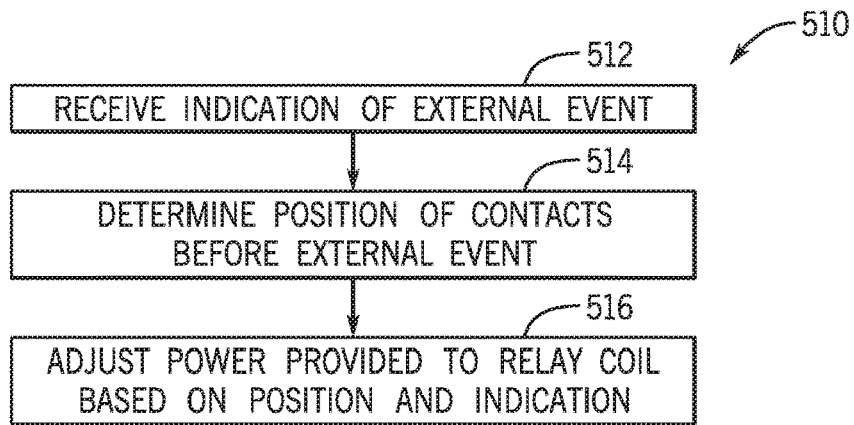 510
512
RECEIVE INDICATION OF EXTERNAL EVENT
514
DETERMINE POSITION OF CONTACTS
BEFORE EXTERNAL EVENT
516
ADJUST POWER PROVIDED TO RELAY COIL
BASED ON POSITION AND INDICATION